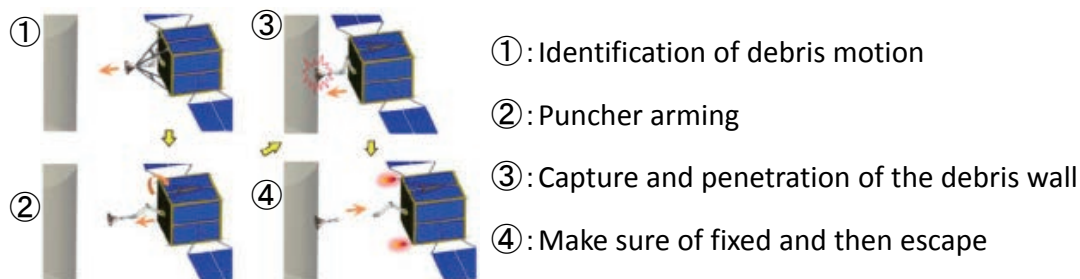 ①
③
②
④
①: Identification of debris motion
②: Puncher arming
③: Capture and penetration of the debris wall
④: Make sure of fixed and then escape